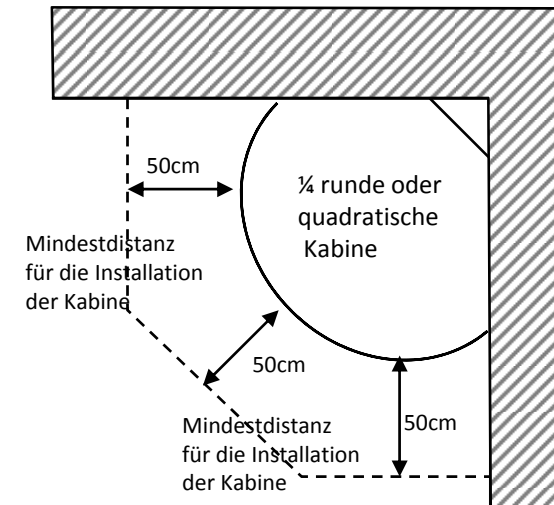 50cm
¼ runde oder
quadratische
Kabine
Mindestdistanz
für die Installation
der Kabine
50cm
50cm
Mindestdistanz
für die Installation
der Kabine